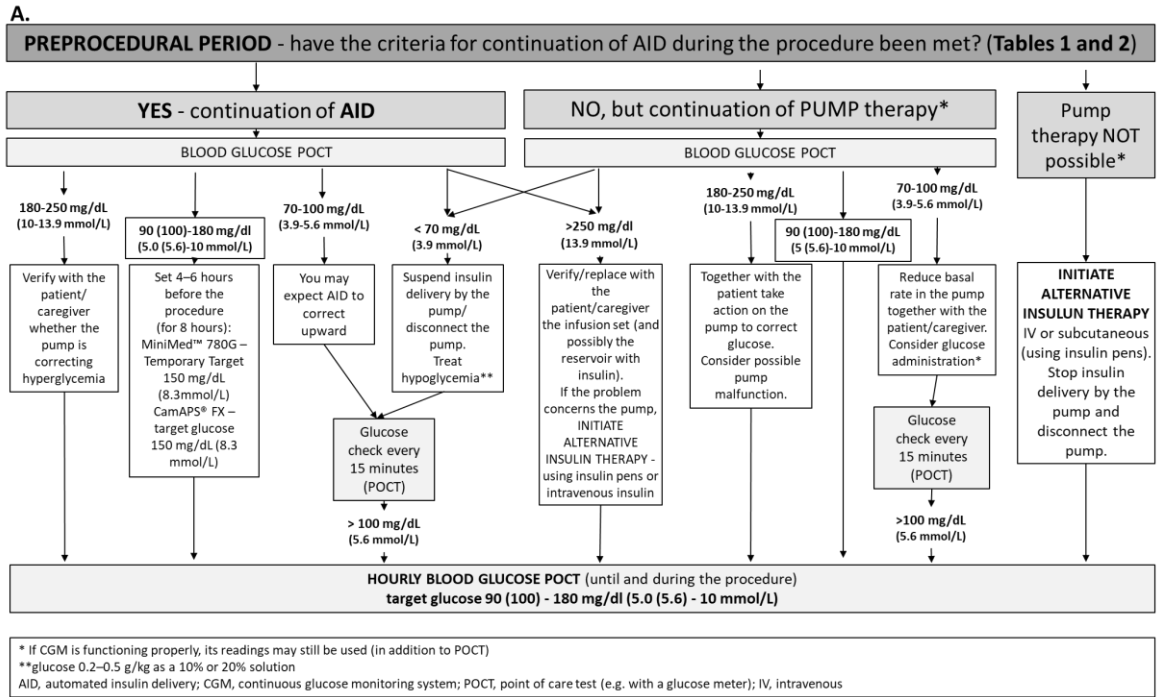 A.
PREPROCEDURAL PERIOD - have the criteria for continuation of AID during the procedure been met? (Tables 1 and 2)
YES - continuation of AID
BLOOD GLUCOSE POCT
180-250 mg/dL
(10-13.9 mmol/L)
Verify with the
patient/
caregiver
whether the
pump is
correcting
hyperglycemia
90 (100)-180 mg/dl
(5.0 (5.6)-10 mmol/L)
Set 4–6 hours
before the
procedure
(for 8 hours):
MiniMed™ 780G –
Temporary Target
150 mg/dL
(8.3mmol/L)
CamAPS® FX –
target glucose
150 mg/dL (8.3
mmol/L)
70-100 mg/dL
(3.9-5.6 mmol/L)
You may
expect AID to
correct
upward
< 70 mg/dL
(3.9 mmol/L)
Suspend insulin
delivery by the
pump/
disconnect the
pump.
Treat
hypoglycemia**
Glucose
check every
15 minutes
(POCT)
> 100 mg/dL
(5.6 mmol/L)
NO, but continuation of PUMP therapy*
BLOOD GLUCOSE POCT
>250 mg/dl
(13.9 mmol/L)
Verify/replace with
the
patient/caregiver
the infusion set (and
possibly the
reservoir with
insulin).
If the problem
concerns the pump,
INITIATE
ALTERNATIVE
INSULIN THERAPY -
using insulin pens or
intravenous insulin
180-250 mg/dL
(10-13.9 mmol/L)
Together with the
patient take
action on the
pump to correct
glucose.
Consider possible
pump
malfunction.
90 (100)-180 mg/dl
(5 (5.6)-10 mmol/L)
70-100 mg/dL
(3.9-5.6 mmol/L)
Reduce basal
rate in the pump
together with the
patient/caregiver.
Consider glucose
administration*
Glucose
check every
15 minutes
(POCT)
>100 mg/dL
(5.6 mmol/L)
Pump
therapy NOT
possible*
INITIATE
ALTERNATIVE
INSULUN THERAPY
IV or subcutaneous
(using insulin pens).
Stop insulin
delivery by the
pump and
disconnect the
pump.
HOURLY BLOOD GLUCOSE POCT (until and during the procedure)
target glucose 90 (100) - 180 mg/dl (5.0 (5.6) - 10 mmol/L)
* If CGM is functioning properly, its readings may still be used (in addition to POCT)
**glucose 0.2–0.5 g/kg as a 10% or 20% solution
AID, automated insulin delivery; CGM, continuous glucose monitoring system; POCT, point of care test (e.g. with a glucose meter); IV, intravenous